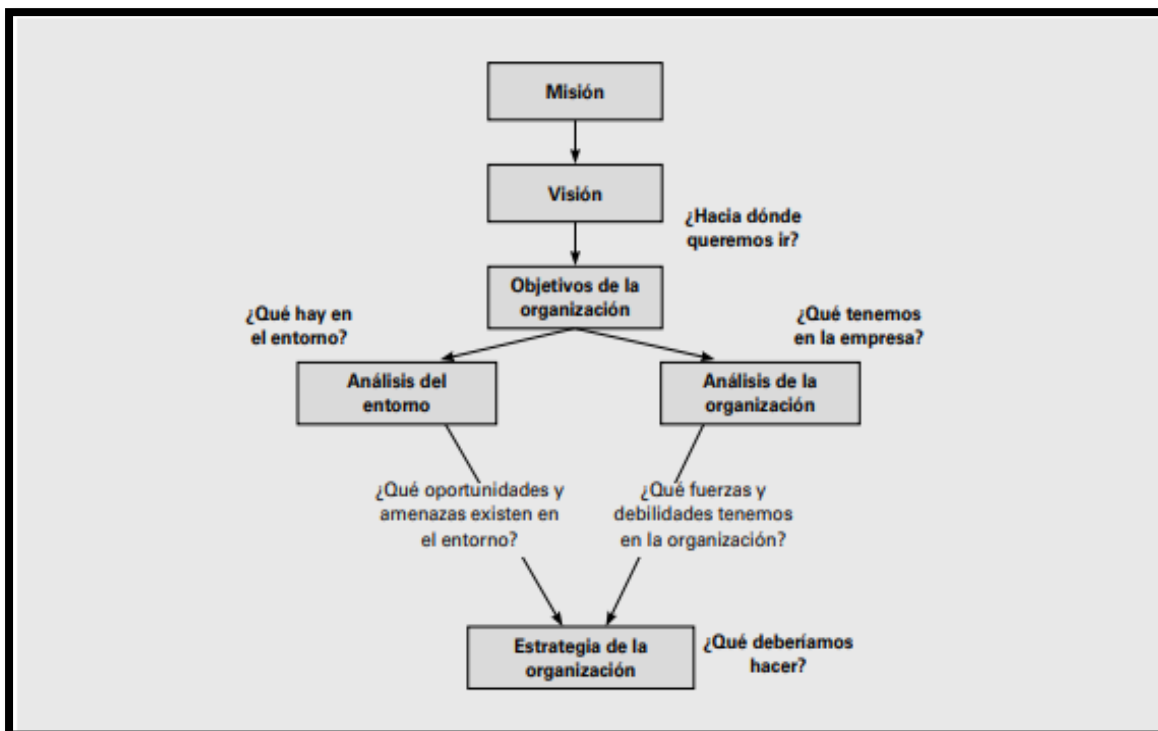 Misión
Visión
¿Hacia dónde
queremos ir?
Objetivos de la
organización
¿Qué hay en
el entorno?
¿Qué tenemos
en la empresa?
Análisis del
entorno
Análisis de la
organización
¿Qué oportunidades y
amenazas existen en
el entorno?
¿Qué fuerzas y
debilidades tenemos
en la organización?
Estrategia de la
organización
¿Qué deberíamos
hacer?